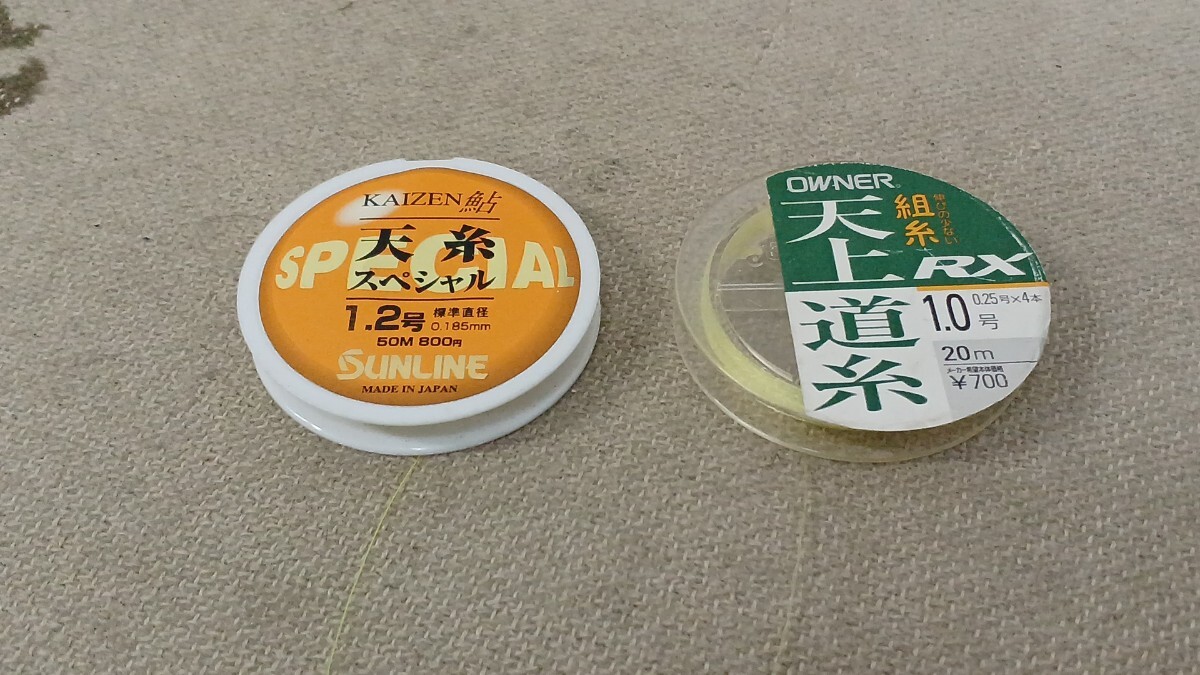 KAIZEN鮎
SPECIAL
天糸
スペシャル
1.2号 標準直径
0.185mm
50M 800円
SUNLINE
MADE IN JAPAN
OWNER
伸びの少ない
組糸
天上道糸
RX
1.0号
0.25号×4本
20m
メーカー希望本体価格
¥700